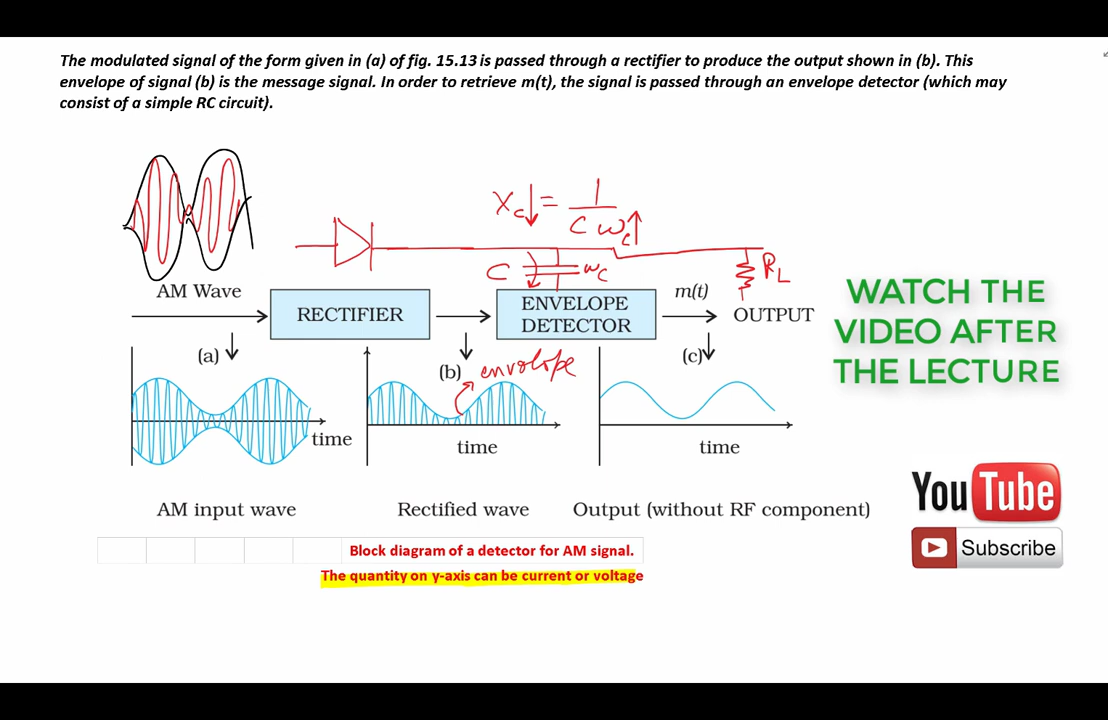 The modulated signal of the form given in (a) of fig. 15.13 is passed through a rectifier to produce the output shown in (b). This
envelope of signal (b) is the message signal. In order to retrieve m(t), the signal is passed through an envelope detector (which may
consist of a simple RC circuit).
Xc↓ = 1
C ωc↑
C
ωc
RL
AM Wave
RECTIFIER
ENVELOPE
DETECTOR
m(t)
OUTPUT
WATCH THE
VIDEO AFTER
THE LECTURE
(a)
(b)
envelope
(c)
time
time
time
AM input wave
Rectified wave
Output (without RF component)
YouTube
Subscribe
Block diagram of a detector for AM signal.
The quantity on y-axis can be current or voltage